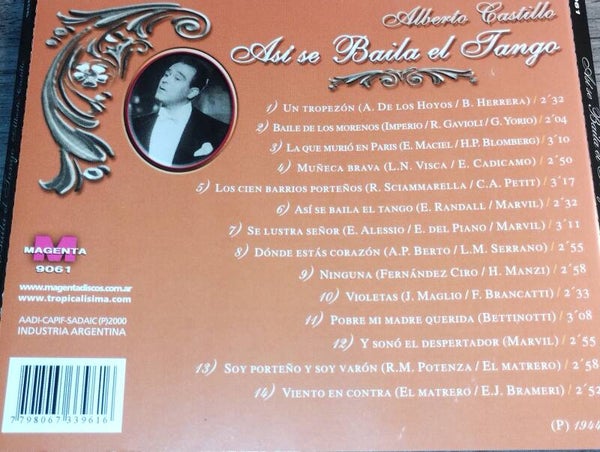 Alberto Castillo
Así se Baila el Tango
1) Un tropezón (A. De los Hoyos / B. Herrera) / 2´32
2) Baile de los morenos (Imperio / R. Gavioli / G. Yorio) / 2´04
3) La que murió en Paris (E. Maciel / H.P. Blomberg) / 3´10
4) Muñeca brava (L.N. Visca / E. Cadicamo) / 2´50
5) Los cien barrios porteños (R. Sciammarella / C.A. Petit) / 3´17
6) Así se baila el tango (E. Randall / Marvil) / 2´32
7) Se lustra señor (E. Alessio / E. del Piano / Marvil) / 3´11
8) Dónde estás corazón (A.P. Berto / L.M. Serrano) / 2´55
9) Ninguna (Fernández Ciro / H. Manzi) / 2´58
10) Violetas (J. Maglio / F. Brancatti) / 2´33
11) Pobre mi madre querida (Bettinotti) / 3´08
12) Y sonó el despertador (Marvil) / 2´55
13) Soy porteño y soy varón (R.M. Potenza / El matrero) / 2´58
14) Viento en contra (El matrero / E.J. Brameri) / 2´52
(P) 1944
M
MAGENTA
9061
www.magentadiscos.com.ar
www.tropicalisima.com
AADI-CAPIF-SADAIC (P)2000
INDUSTRIA ARGENTINA
7 798067 339616